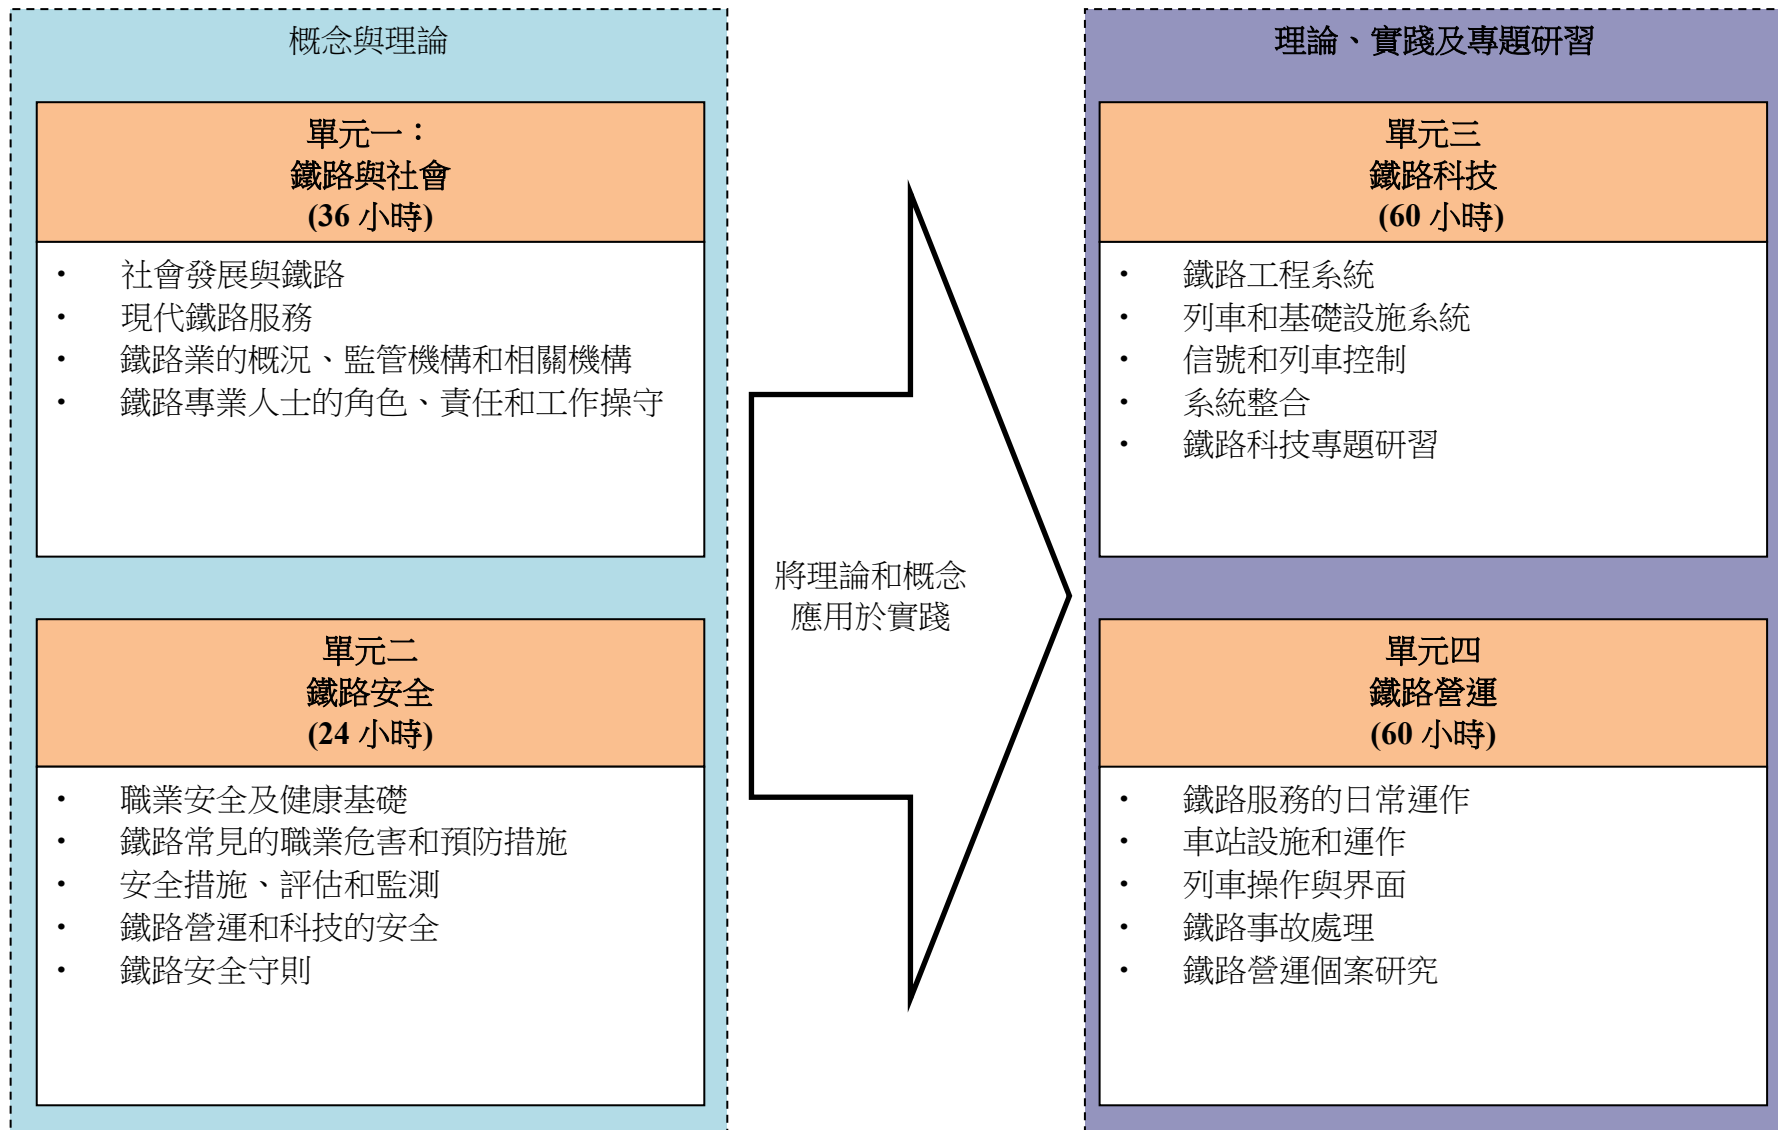 概念與理論
單元一：
鐵路與社會
(36 小時)
• 社會發展與鐵路
• 現代鐵路服務
• 鐵路業的概況、監管機構和相關機構
• 鐵路專業人士的角色、責任和工作操守
單元二
鐵路安全
(24 小時)
• 職業安全及健康基礎
• 鐵路常見的職業危害和預防措施
• 安全措施、評估和監測
• 鐵路營運和科技的安全
• 鐵路安全守則
將理論和概念
應用於實踐
理論、實踐及專題研習
單元三
鐵路科技
(60 小時)
• 鐵路工程系統
• 列車和基礎設施系統
• 信號和列車控制
• 系統整合
• 鐵路科技專題研習
單元四
鐵路營運
(60 小時)
• 鐵路服務的日常運作
• 車站設施和運作
• 列車操作與界面
• 鐵路事故處理
• 鐵路營運個案研究